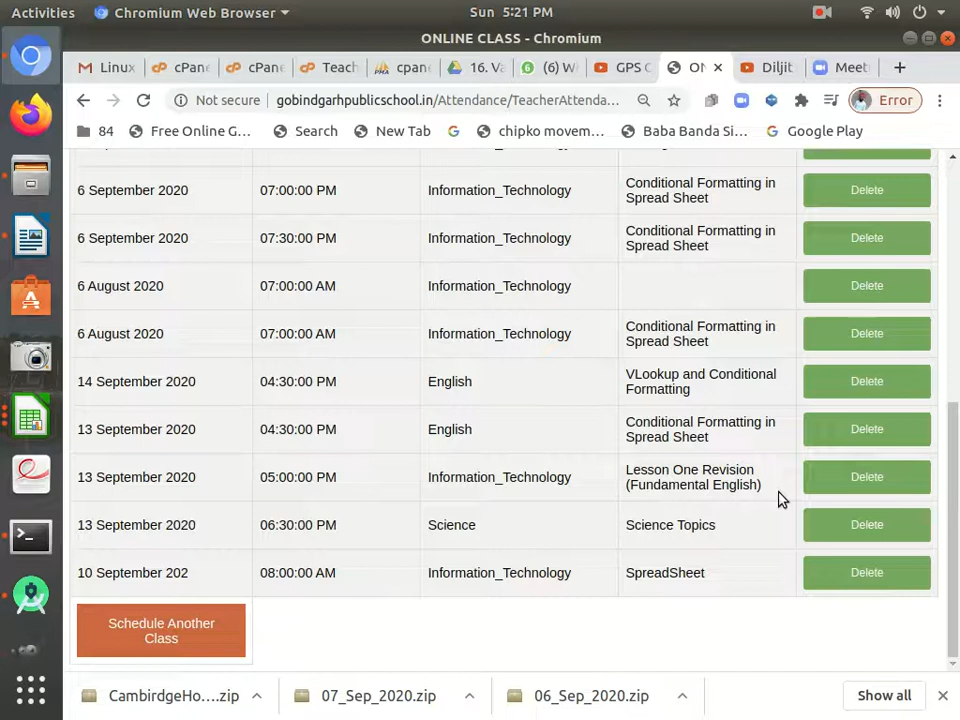 Activities Chromium Web Browser Sun 5:21 PM
ONLINE CLASS - Chromium
Linux cPane cPane Teach cpane 16. Va (6) W GPS C ON Diljit Meet
Not secure gobindgarhpublicschool.in/Attendance/TeacherAttenda... Error
84 Free Online G... Search New Tab chipko movem... Baba Banda Si... Google Play
6 September 2020 07:00:00 PM Information_Technology Conditional Formatting in Spread Sheet Delete
6 September 2020 07:30:00 PM Information_Technology Conditional Formatting in Spread Sheet Delete
6 August 2020 07:00:00 AM Information_Technology Delete
6 August 2020 07:00:00 AM Information_Technology Conditional Formatting in Spread Sheet Delete
14 September 2020 04:30:00 PM English VLookup and Conditional Formatting Delete
13 September 2020 04:30:00 PM English Conditional Formatting in Spread Sheet Delete
13 September 2020 05:00:00 PM Information_Technology Lesson One Revision (Fundamental English) Delete
13 September 2020 06:30:00 PM Science Science Topics Delete
10 September 202 08:00:00 AM Information_Technology SpreadSheet Delete
Schedule Another
Class
CambirdgeHo....zip 07_Sep_2020.zip 06_Sep_2020.zip Show all